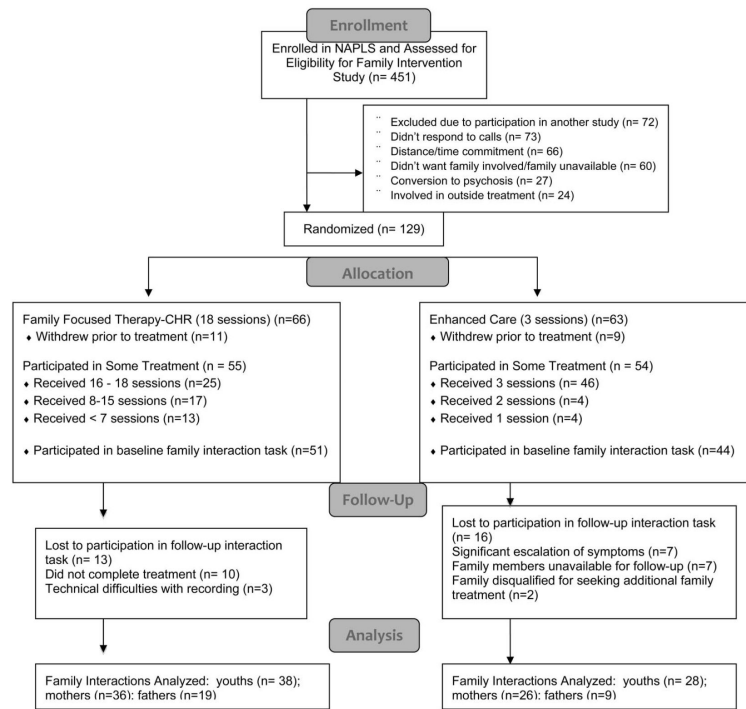 Enrollment
Enrolled in NAPLS and Assessed for
Eligibility for Family Intervention
Study (n= 451)
¨ Excluded due to participation in another study (n= 72)
¨ Didn't respond to calls (n= 73)
¨ Distance/time commitment (n= 66)
¨ Didn't want family involved/family unavailable (n= 60)
¨ Conversion to psychosis (n= 27)
¨ Involved in outside treatment (n= 24)
Randomized (n= 129)
Allocation
Family Focused Therapy-CHR (18 sessions) (n=66)
♦ Withdrew prior to treatment (n=11)
Participated in Some Treatment (n = 55)
♦ Received 16 - 18 sessions (n=25)
♦ Received 8-15 sessions (n=17)
♦ Received < 7 sessions (n=13)
♦ Participated in baseline family interaction task (n=51)
Enhanced Care (3 sessions) (n=63)
♦ Withdrew prior to treatment (n=9)
Participated in Some Treatment (n = 54)
♦ Received 3 sessions (n= 46)
♦ Received 2 sessions (n=4)
♦ Received 1 session (n=4)
♦ Participated in baseline family interaction task (n=44)
Follow-Up
Lost to participation in follow-up interaction
task (n= 13)
Did not complete treatment (n= 10)
Technical difficulties with recording (n=3)
Lost to participation in follow-up interaction task
(n= 16)
Significant escalation of symptoms (n=7)
Family members unavailable for follow-up (n=7)
Family disqualified for seeking additional family
treatment (n=2)
Analysis
Family Interactions Analyzed: youths (n= 38);
mothers (n=36); fathers (n=19)
Family Interactions Analyzed: youths (n= 28);
mothers (n=26); fathers (n=9)